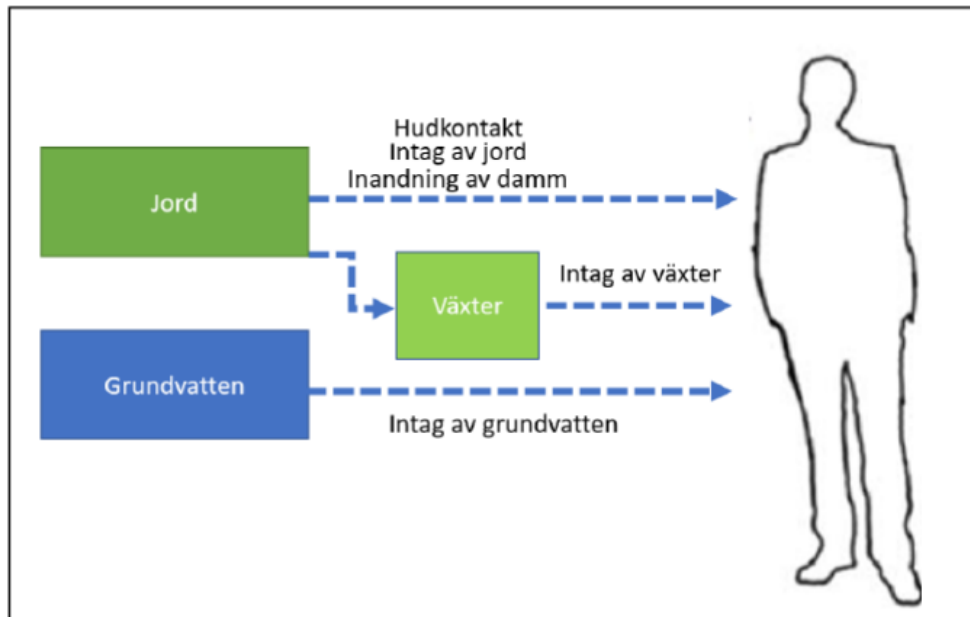 Hudkontakt
Intag av jord
Inandning av damm
Jord
Intag av växter
Växter
Grundvatten
Intag av grundvatten